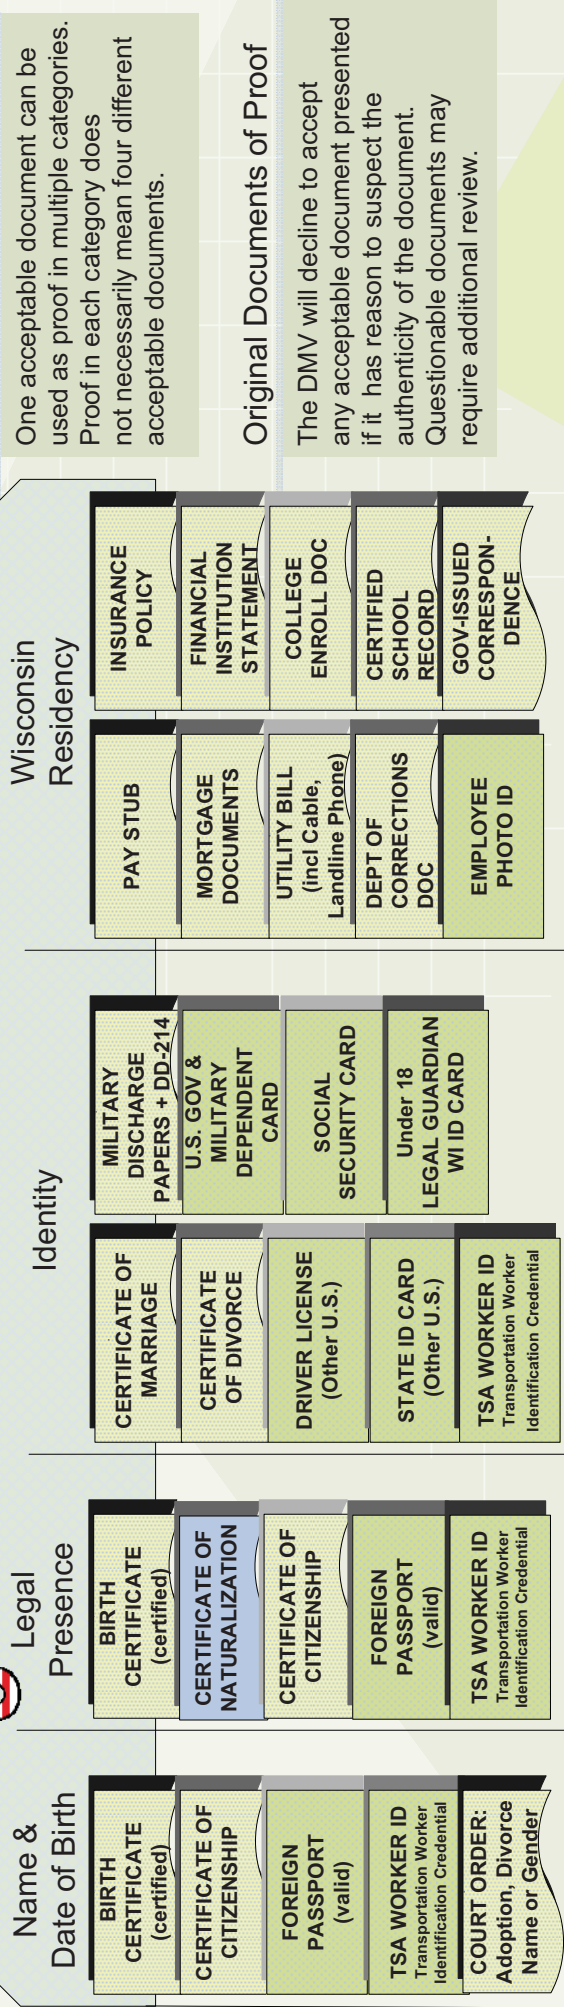 Name &
Date of Birth
BIRTH
CERTIFICATE
(certified)
CERTIFICATE OF
CITIZENSHIP
FOREIGN
PASSPORT
(valid)
TSA WORKER ID
Transportation Worker
Identification Credential
COURT ORDER:
Adoption, Divorce
Name or Gender
Legal
Presence
BIRTH
CERTIFICATE
(certified)
CERTIFICATE OF
NATURALIZATION
CERTIFICATE OF
CITIZENSHIP
FOREIGN
PASSPORT
(valid)
TSA WORKER ID
Transportation Worker
Identification Credential
Identity
CERTIFICATE OF
MARRIAGE
CERTIFICATE
OF DIVORCE
DRIVER LICENSE
(Other U.S.)
STATE ID CARD
(Other U.S.)
TSA WORKER ID
Transportation Worker
Identification Credential
MILITARY
DISCHARGE
PAPERS + DD-214
U.S. GOV &
MILITARY
DEPENDENT
CARD
SOCIAL
SECURITY CARD
Under 18
LEGAL GUARDIAN
WI ID CARD
Wisconsin
Residency
PAY STUB
MORTGAGE
DOCUMENTS
UTILITY BILL
(incl Cable,
Landline Phone)
DEPT OF
CORRECTIONS
DOC
EMPLOYEE
PHOTO ID
INSURANCE
POLICY
FINANCIAL
INSTITUTION
STATEMENT
COLLEGE
ENROLL DOC
CERTIFIED
SCHOOL
RECORD
GOV-ISSUED
CORRESPON-
DENCE
One acceptable document can be
used as proof in multiple categories.
Proof in each category does
not necessarily mean four different
acceptable documents.
Original Documents of Proof
The DMV will decline to accept
any acceptable document presented
if it has reason to suspect the
authenticity of the document.
Questionable documents may
require additional review.